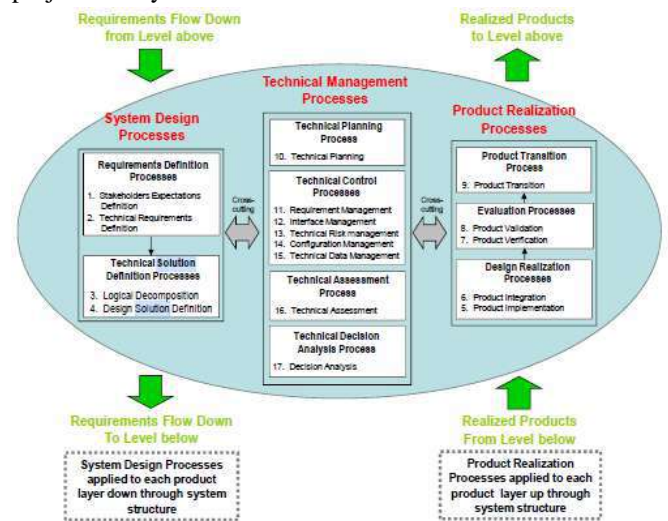 Requirements Flow Down
from Level above
Realized Products
to Level above
Technical Management
Processes
System Design
Processes
Product Realization
Processes
Requirements Definition
Processes
1. Stakeholders Expectations
Definition
2. Technical Requirements
Definition
Technical Solution
Definition Processes
3. Logical Decomposition
4. Design Solution Definition
Cross-
cutting
Technical Planning
Process
10. Technical Planning
Technical Control
Processes
11. Requirement Management
12. Interface Management
13. Technical Risk management
14. Configuration Management
15. Technical Data Management
Technical Assessment
Process
16. Technical Assessment
Technical Decision
Analysis Process
17. Decision Analysis
Cross-
cutting
Product Transition
Process
9. Product Transition
Evaluation Processes
8. Product Validation
7. Product Verification
Design Realization
Processes
6. Product Integration
5. Product Implementation
Requirements Flow Down
To Level below
Realized Products
From Level below
System Design Processes
applied to each product
layer down through system
structure
Product Realization
Processes applied to each
product layer up through
system structure